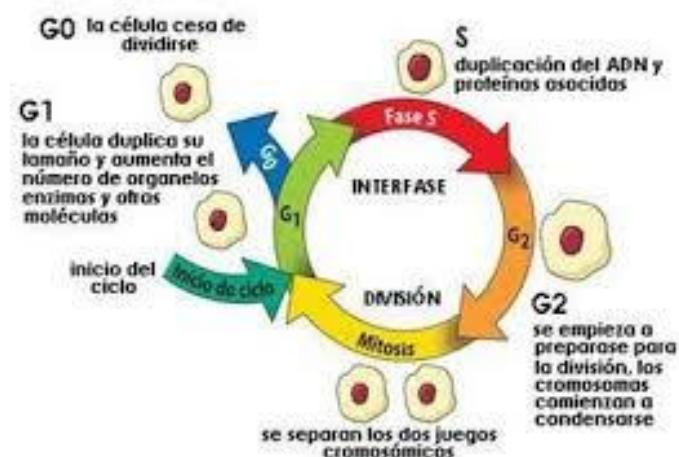 G0 la célula cesa de
dividirse
S
duplicación del ADN y
proteínas asociadas
G1
la célula duplica su
tamaño y aumenta el
número de organelos
enzimas y otras
moléculas
Fase S
G0
INTERFASE
G1
G2
inicio del
ciclo
Inicio de ciclo
DIVISIÓN
Mitosis
G2
se empieza a
preparase para
la división, los
cromosomas
comienzan a
condensarse
se separan los dos juegos
cromosómicos